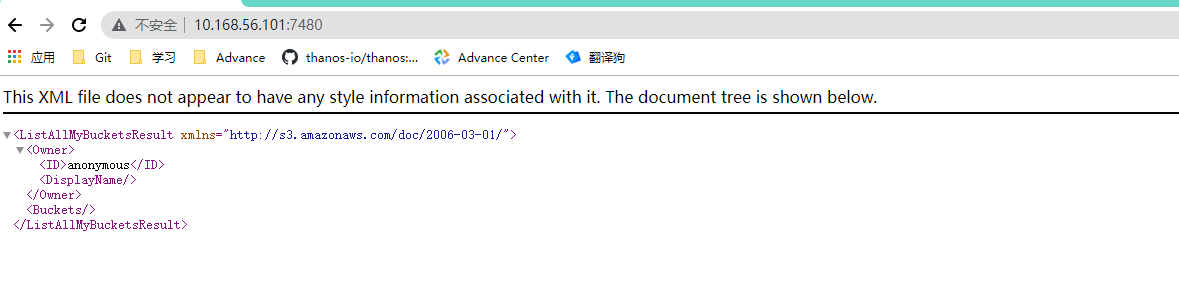 不安全 | 10.168.56.101:7480
应用 Git 学习 Advance thanos-io/thanos:... Advance Center 翻译狗
This XML file does not appear to have any style information associated with it. The document tree is shown below.
▼<ListAllMyBucketsResult xmlns="http://s3.amazonaws.com/doc/2006-03-01/">
▼<Owner>
<ID>anonymous</ID>
<DisplayName/>
</Owner>
<Buckets/>
</ListAllMyBucketsResult>